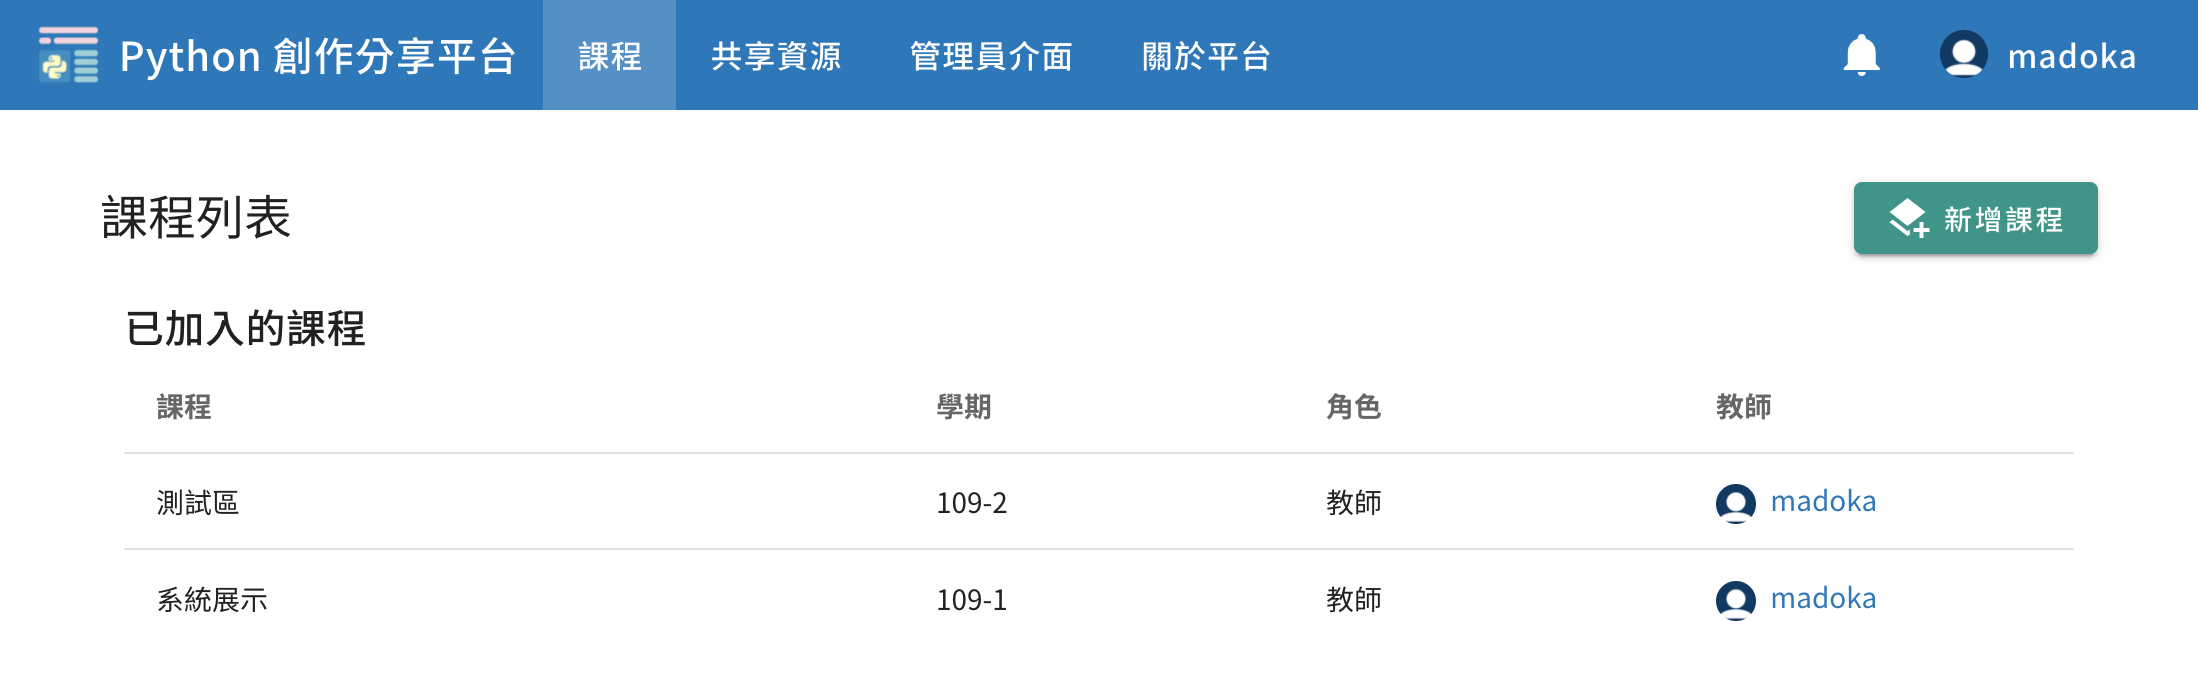 Python 創作分享平台 課程 共享資源 管理員介面 關於平台 madoka
課程列表 新增課程
已加入的課程
課程 學期 角色 教師
測試區 109-2 教師 madoka
系統展示 109-1 教師 madoka